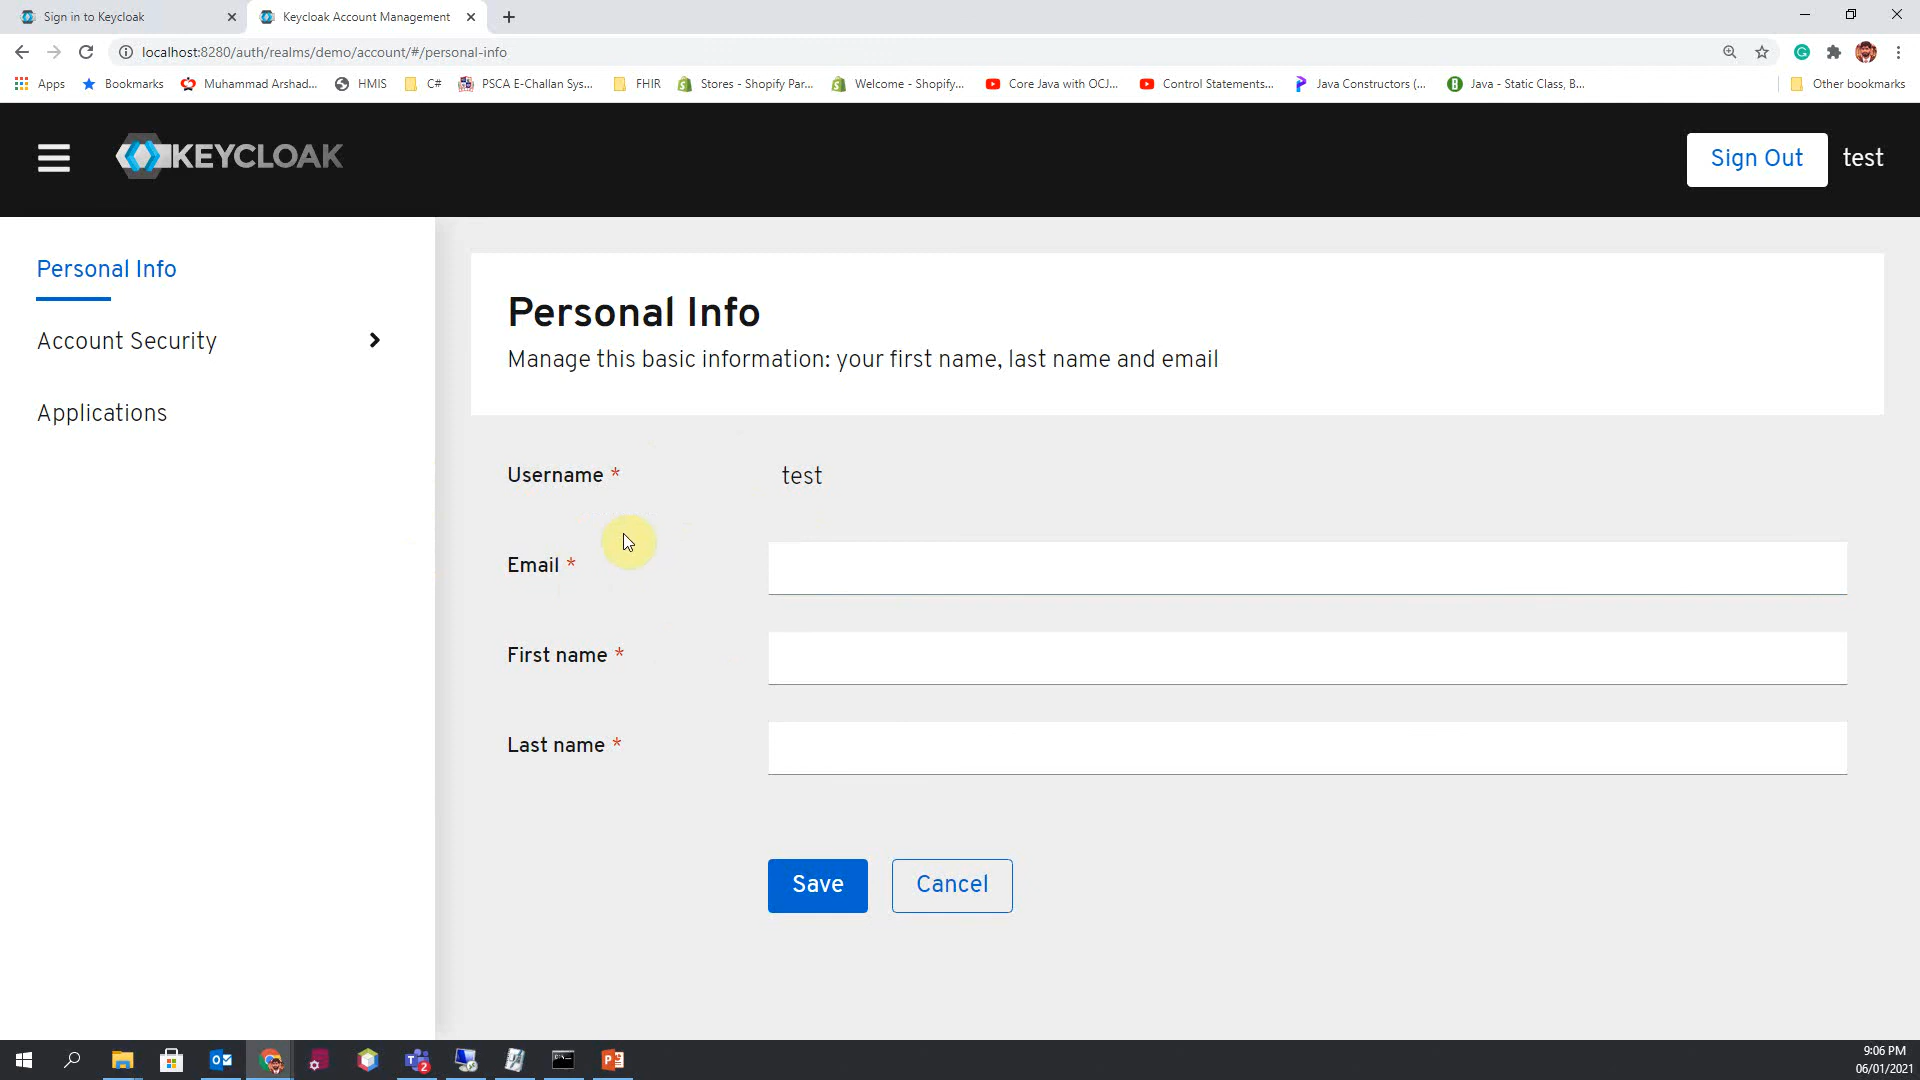 Sign in to Keycloak
Keycloak Account Management
localhost:8280/auth/realms/demo/account/#/personal-info
Apps
Bookmarks
Muhammad Arshad...
HMIS
C#
PSCA E-Challan Sys...
FHIR
Stores - Shopify Par...
Welcome - Shopify...
Core Java with OCJ...
Control Statements...
Java Constructors (...
Java - Static Class, B...
Other bookmarks
KEYCLOAK
Sign Out
test
Personal Info
Account Security
Applications
Personal Info
Manage this basic information: your first name, last name and email
Username *
test
Email *
First name *
Last name *
Save
Cancel
9:06 PM
06/01/2021